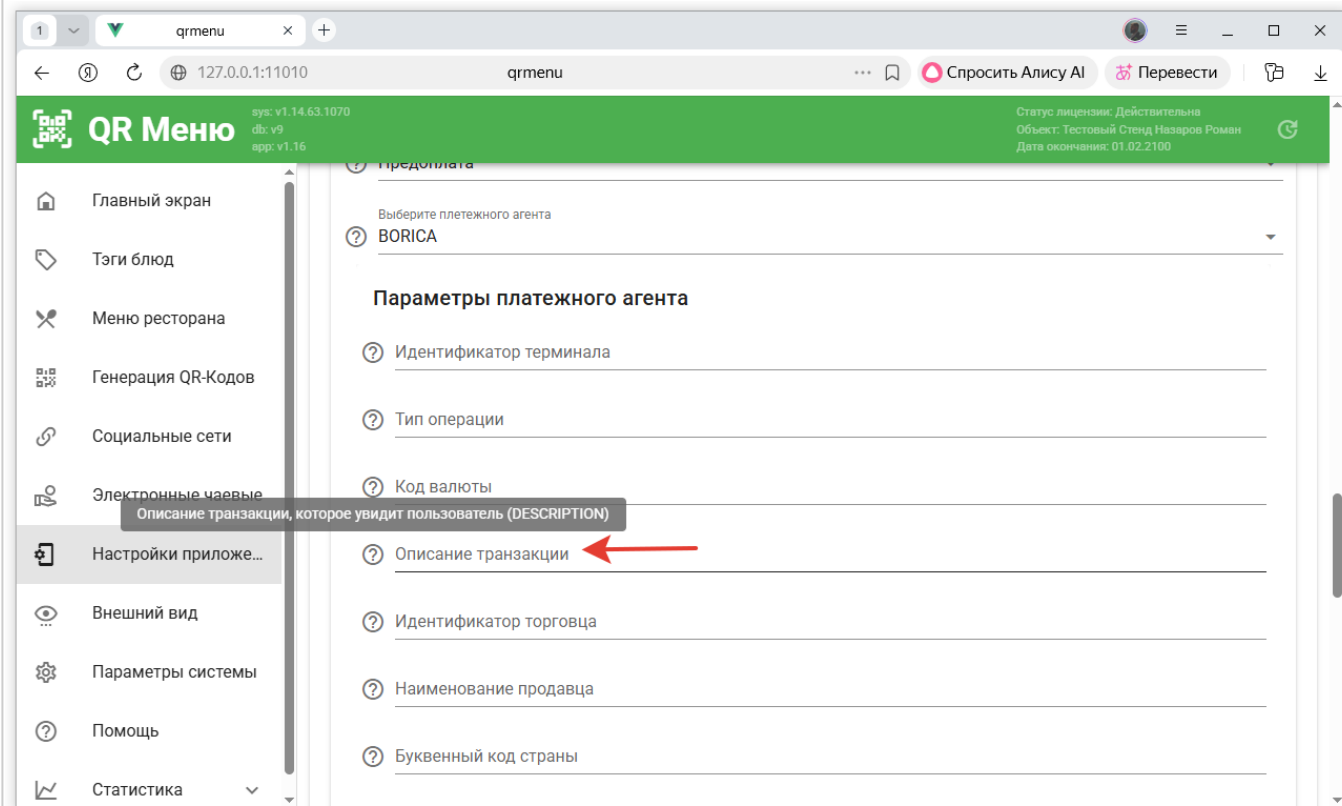 1
qrmenu
127.0.0.1:11010
qrmenu
Спросить Алису AI
Перевести
QR Меню
sys: v1.14.63.1070
db: v9
app: v1.16
Статус лицензии: Действительна
Объект: Тестовый Стенд Назаров Роман
Дата окончания: 01.02.2100
Главный экран
Тэги блюд
Меню ресторана
Генерация QR-Кодов
Социальные сети
Электронные чаевые
Настройки приложе...
Внешний вид
Параметры системы
Помощь
Статистика
Предоплата
Выберите плетежного агента
BORICA
Параметры платежного агента
Идентификатор терминала
Тип операции
Код валюты
Описание транзакции, которое увидит пользователь (DESCRIPTION)
Описание транзакции
Идентификатор торговца
Наименование продавца
Буквенный код страны